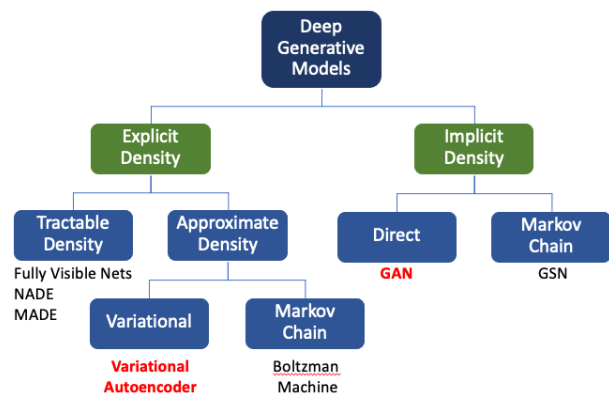 Deep
Generative
Models
Explicit
Density
Implicit
Density
Tractable
Density
Approximate
Density
Direct
Markov
Chain
Fully Visible Nets
NADE
MADE
GAN
GSN
Variational
Markov
Chain
Variational
Autoencoder
Boltzman
Machine